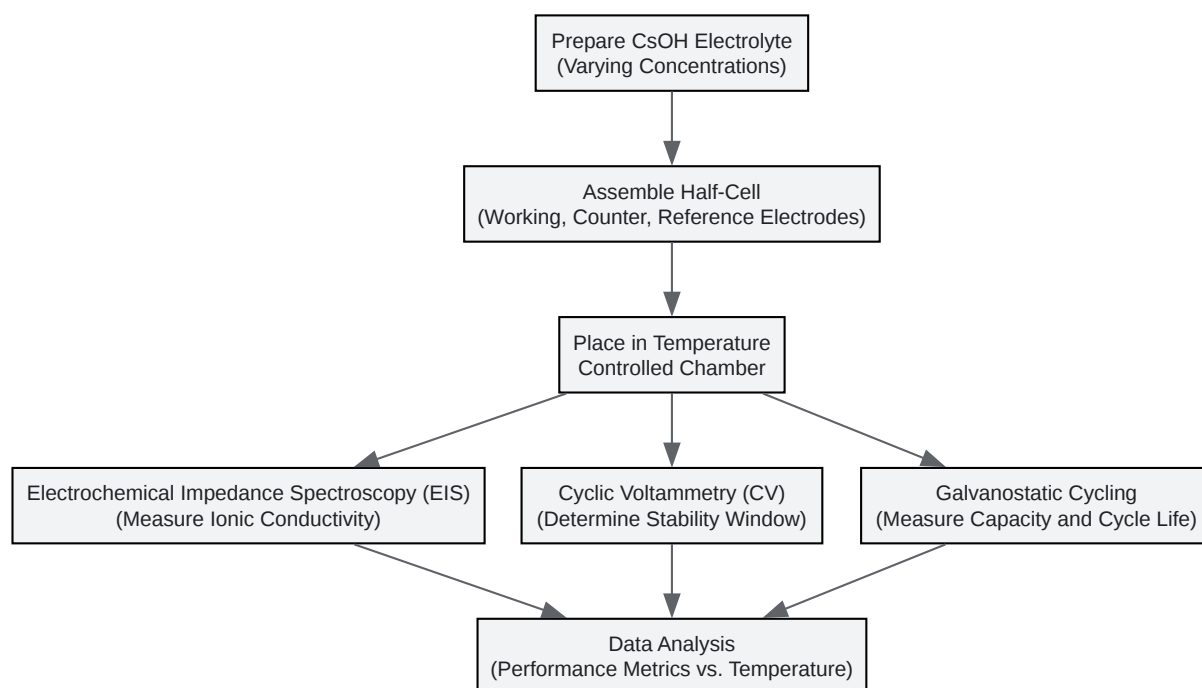 Prepare CsOH Electrolyte
(Varying Concentrations)
Assemble Half-Cell
(Working, Counter, Reference Electrodes)
Place in Temperature
Controlled Chamber
Electrochemical Impedance Spectroscopy (EIS)
(Measure Ionic Conductivity)
Cyclic Voltammetry (CV)
(Determine Stability Window)
Galvanostatic Cycling
(Measure Capacity and Cycle Life)
Data Analysis
(Performance Metrics vs. Temperature)